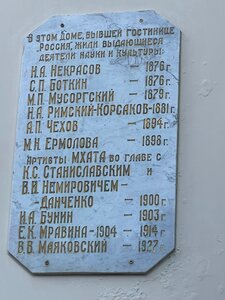 В ЭТОМ ДОМЕ, БЫВШЕЙ ГОСТИНИЦЕ
„РОССИЯ", ЖИЛИ ВЫДАЮЩИЕСЯ
ДЕЯТЕЛИ НАУКИ И КУЛЬТУРЫ:
Н.А. НЕКРАСОВ — 1876 г.
С.П. БОТКИН — 1876 г.
М.П. МУСОРГСКИЙ — 1879 г.
Н.А. РИМСКИЙ-КОРСАКОВ-1881 г.
А.П. ЧЕХОВ — 1894 г.
М.Н. ЕРМОЛОВА — 1898 г.
АРТИСТЫ МХАТА ВО ГЛАВЕ С
К.С. СТАНИСЛАВСКИМ И
В.И. НЕМИРОВИЧЕМ-
ДАНЧЕНКО — 1900 г.
И.А. БУНИН — 1903 г.
Е.К. МРАВИНА-1904 — 1914 г.
В.В. МАЯКОВСКИЙ — 1927 г.